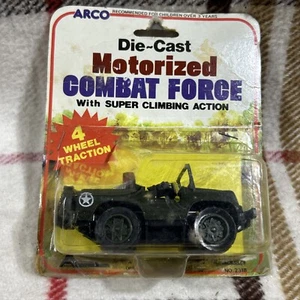 ARCO
RECOMMENDED FOR CHILDREN OVER 3 YEARS
Die-Cast
Motorized
COMBAT FORCE
With SUPER CLIMBING ACTION
4
WHEEL
TRACTION